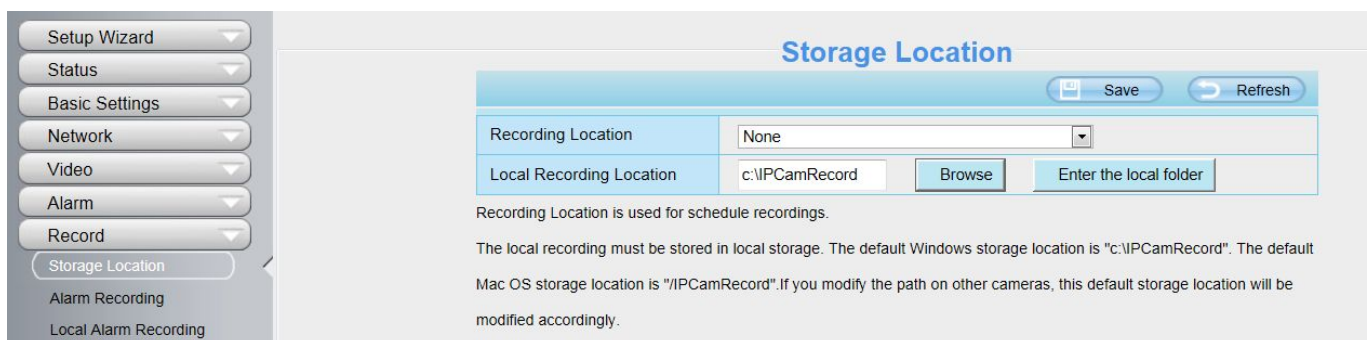 Setup Wizard
Status
Basic Settings
Network
Video
Alarm
Record
Storage Location
Alarm Recording
Local Alarm Recording
Storage Location
Save Refresh
Recording Location None
Local Recording Location c:\IPCamRecord Browse Enter the local folder
Recording Location is used for schedule recordings.
The local recording must be stored in local storage. The default Windows storage location is "c:\IPCamRecord". The default
Mac OS storage location is "/IPCamRecord".If you modify the path on other cameras, this default storage location will be
modified accordingly.